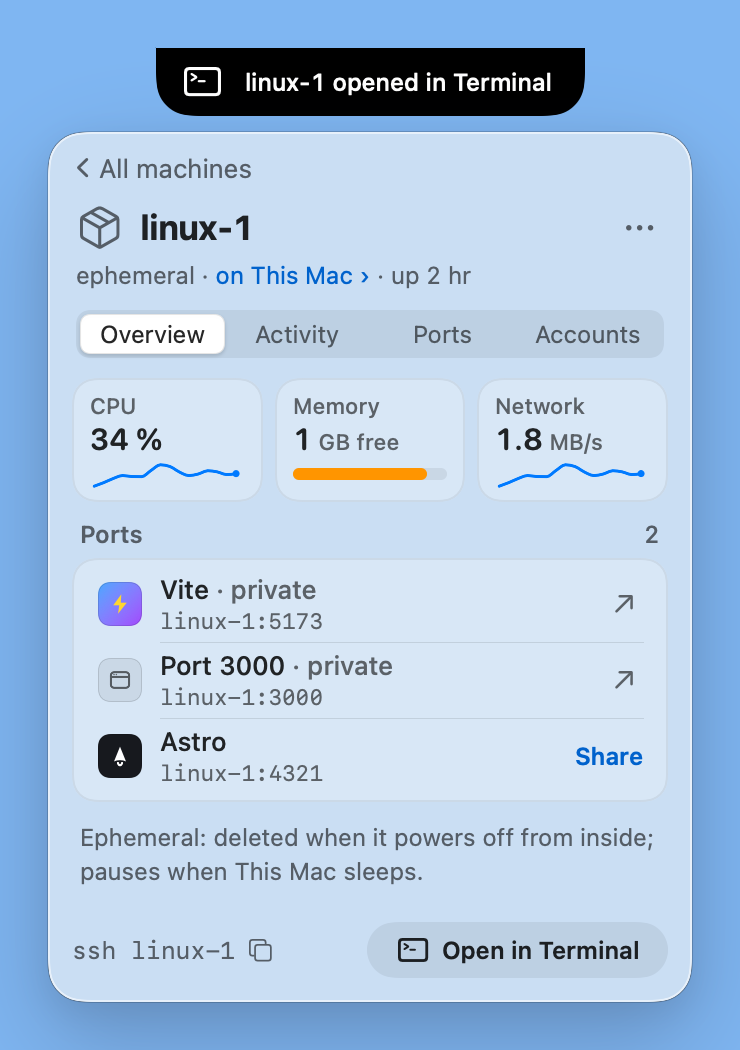 linux-1 opened in Terminal
All machines
linux-1
ephemeral · on This Mac › · up 2 hr
Overview Activity Ports Accounts
CPU Memory Network
34 % 1 GB free 1.8 MB/s
Ports 2
Vite · private
linux-1:5173
Port 3000 · private
linux-1:3000
Astro
linux-1:4321
Share
Ephemeral: deleted when it powers off from inside;
pauses when This Mac sleeps.
ssh linux-1 Open in Terminal